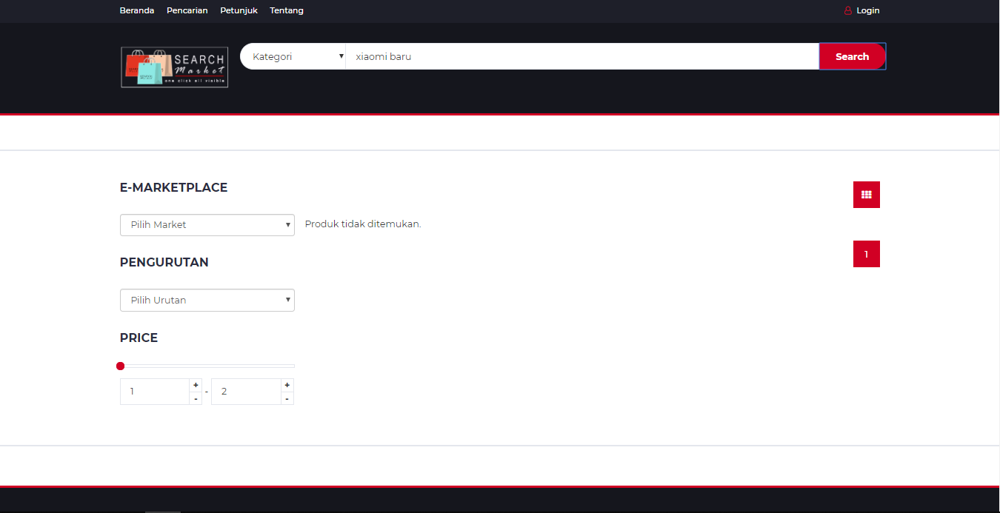 Beranda Pencarian Petunjuk Tentang Login
SEARCH
Market
one click all visible
Kategori xiaomi baru Search
E-MARKETPLACE
Pilih Market Produk tidak ditemukan.
PENGURUTAN
1
Pilih Urutan
PRICE
1 + - - 2 + -